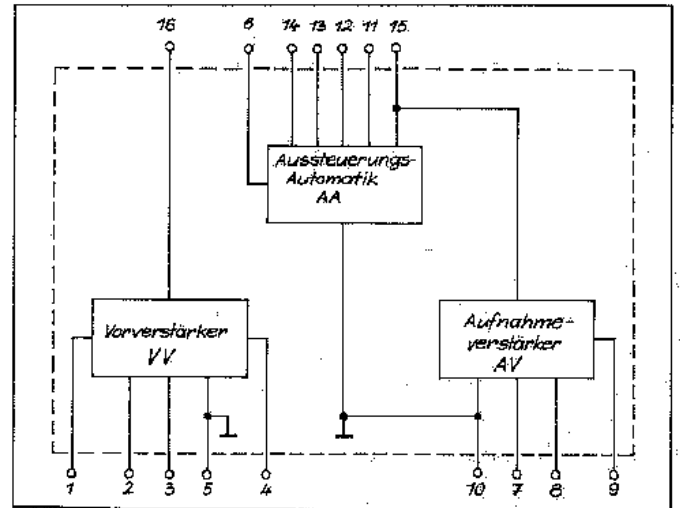 16 6 14 13 12 11 15
Aussteuerungs-
Automatik
AA
Vorverstärker
VV
Aufnahme-
verstärker
AV
1 2 3 5 4 10 7 8 9